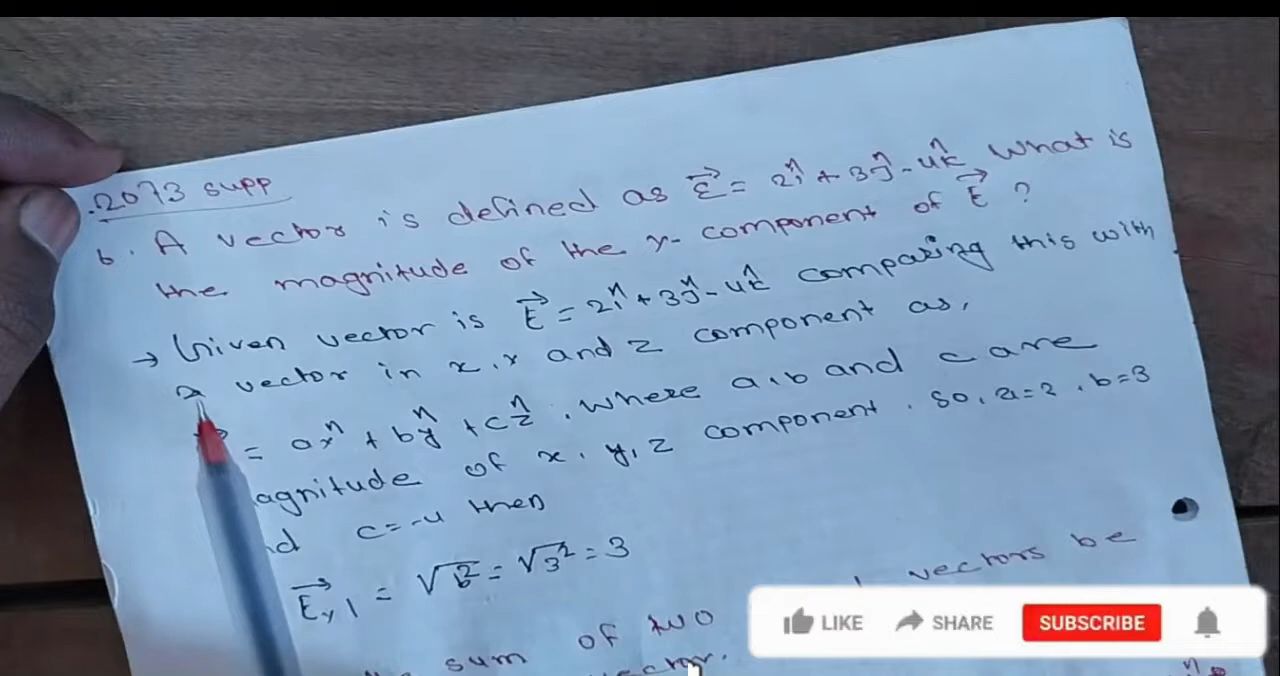 2073 supp
b. A vector is defined as E⃗ = 2î + 3ĵ - 4k̂ What is
the magnitude of the y- component of E⃗ ?
→ Given vector is E⃗ = 2î + 3ĵ - 4k̂ comparing this with
a vector in x, y and z component as,
= ax̂ + bŷ + cẑ, where a, b and c are
agnitude of x, y, z component. so, a=2, b=3
nd c=-4 then
E⃗y| = √b² = √3² = 3
sum of two vectors be
vector.
LIKE SHARE SUBSCRIBE